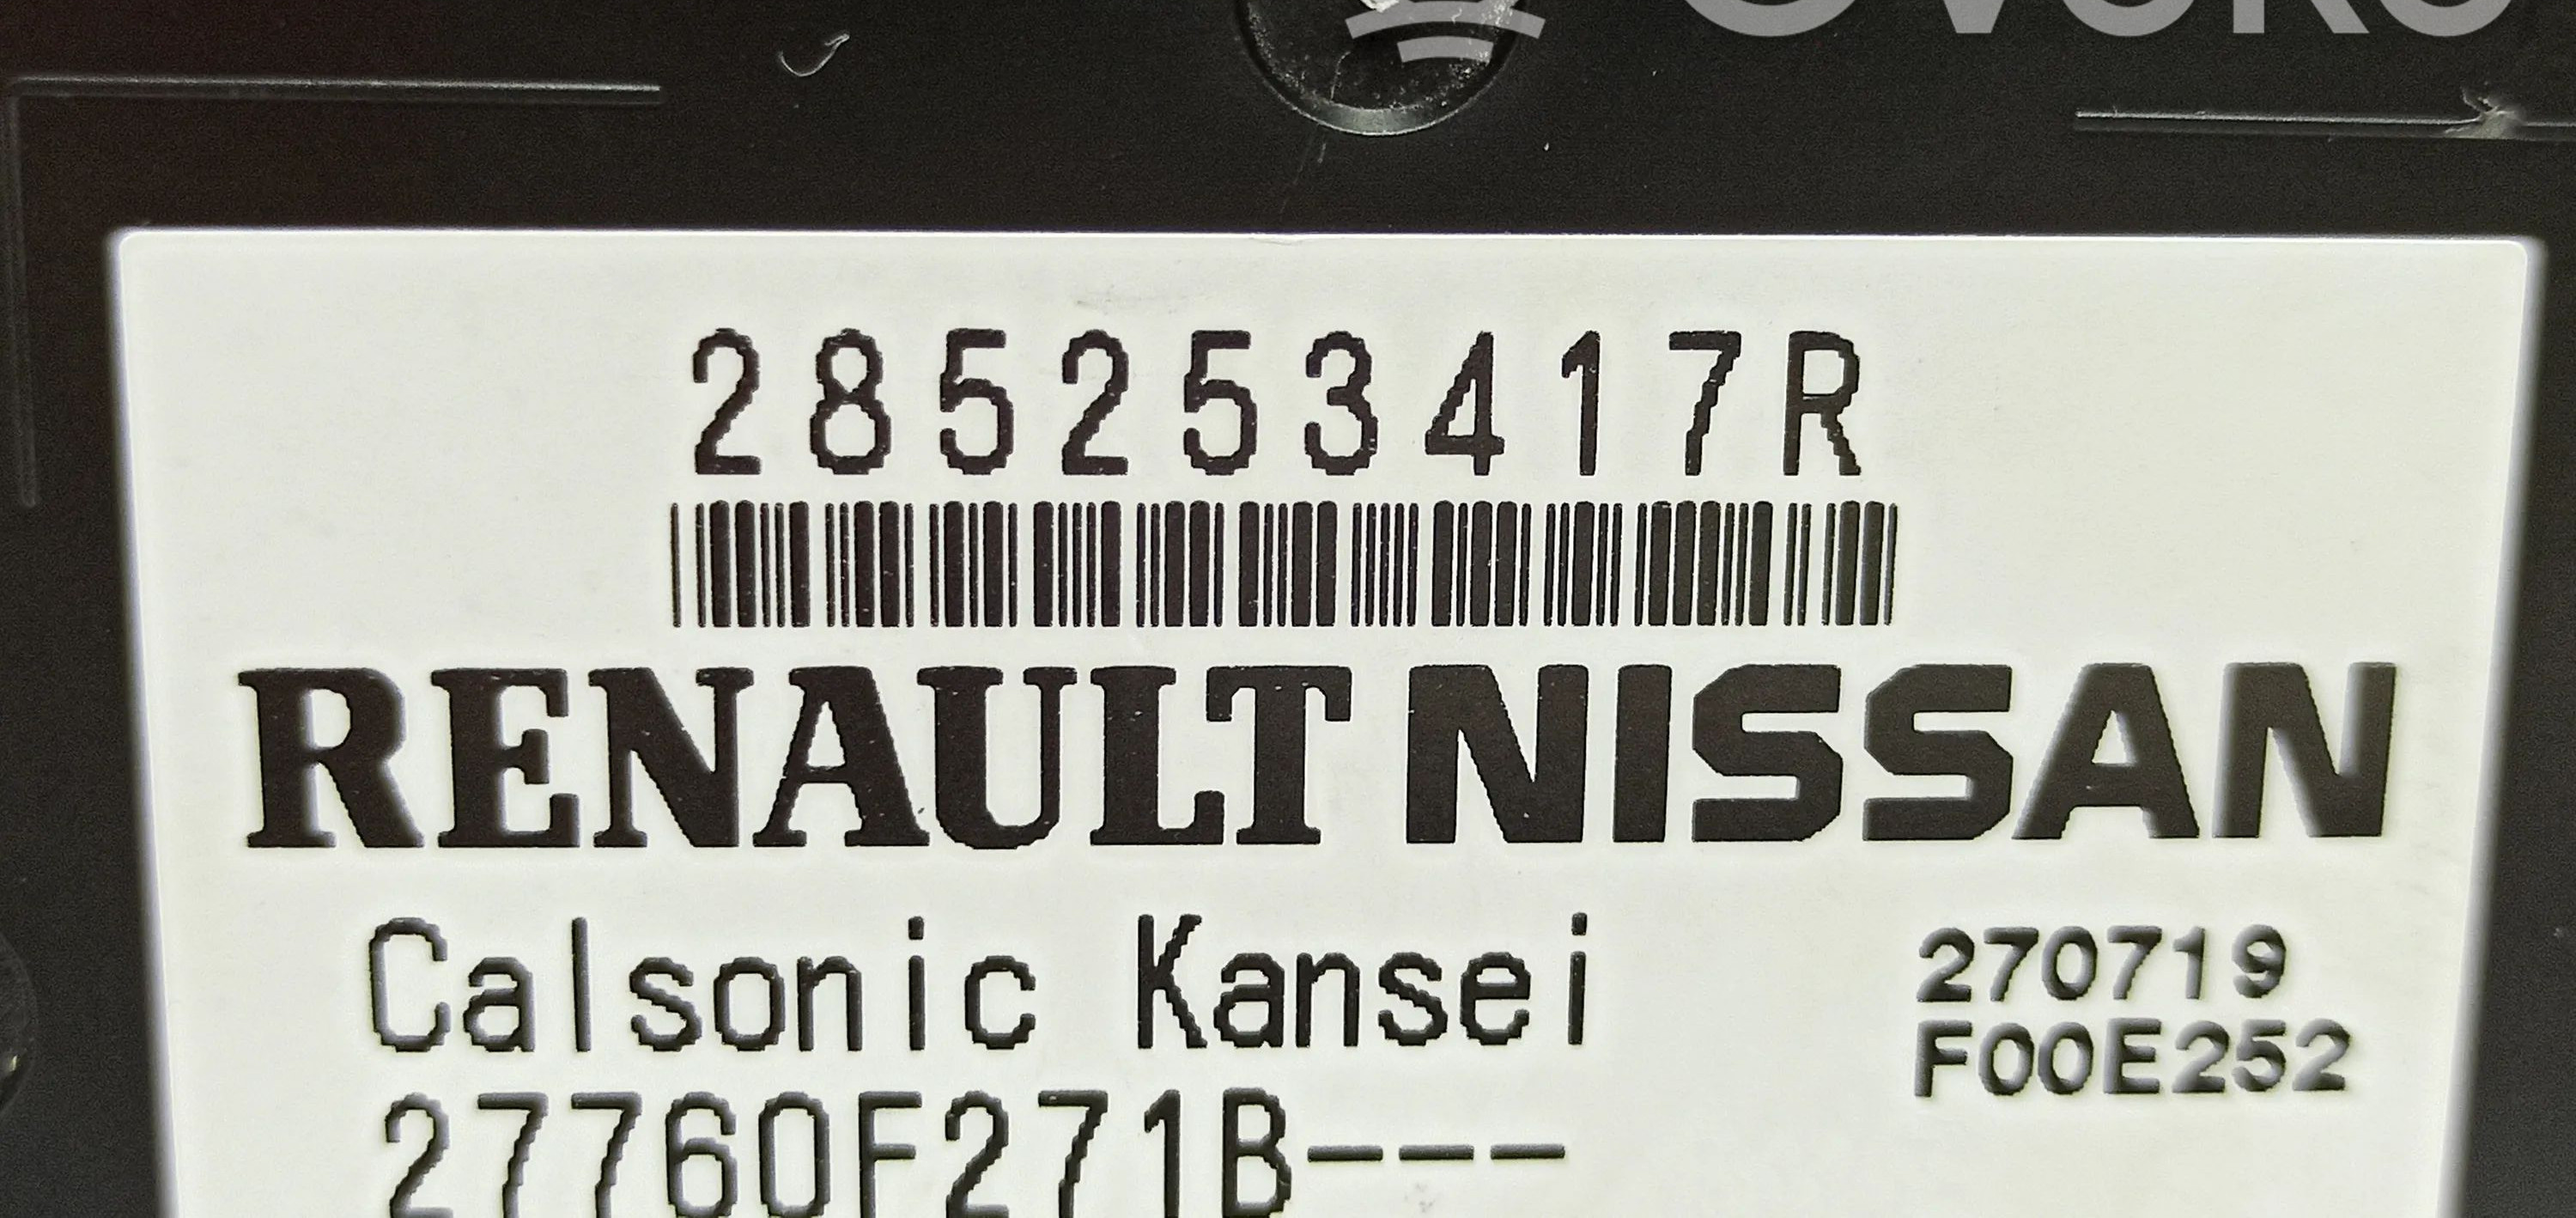 285253417R
RENAULT NISSAN
Calsonic Kansei
270719
F00E252
27760F271B---